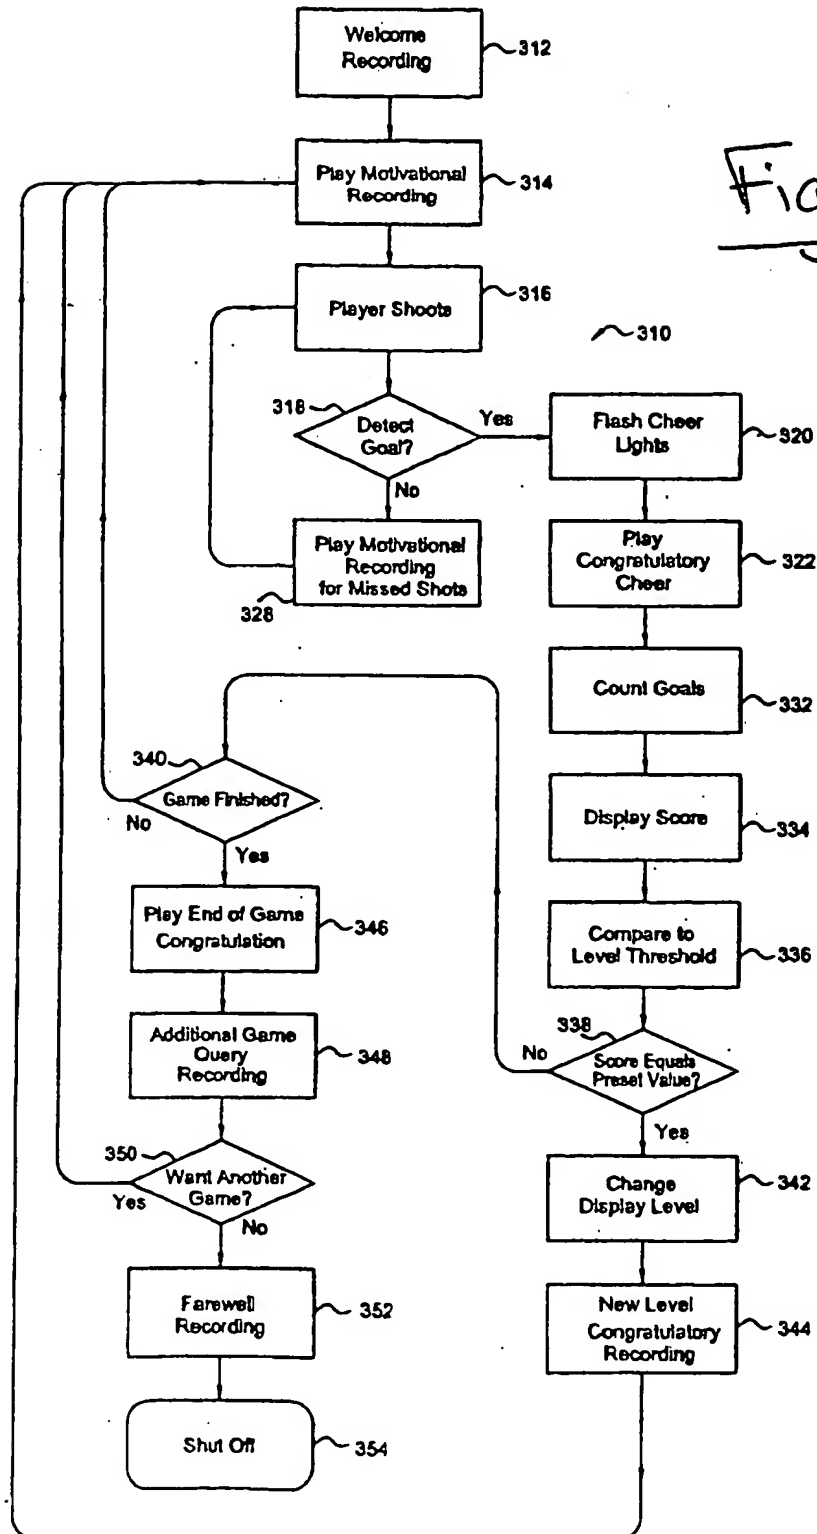 Welcome
Recording
312
Play Motivational
Recording
314
Fig
Player Shoots
316
310
318
Detect
Goal?
Yes
No
Flash Cheer
Lights
320
Play Motivational
Recording
for Missed Shots
328
Play
Congratulatory
Cheer
322
Count Goals
332
340
Game Finished?
No
Yes
Display Score
334
Play End of Game
Congratulation
346
Compare to
Level Threshold
336
Additional Game
Query
Recording
348
338
Score Equals
Preset Value?
No
Yes
350
Want Another
Game?
Yes
No
Change
Display Level
342
Farewell
Recording
352
New Level
Congratulatory
Recording
344
Shut Off
354